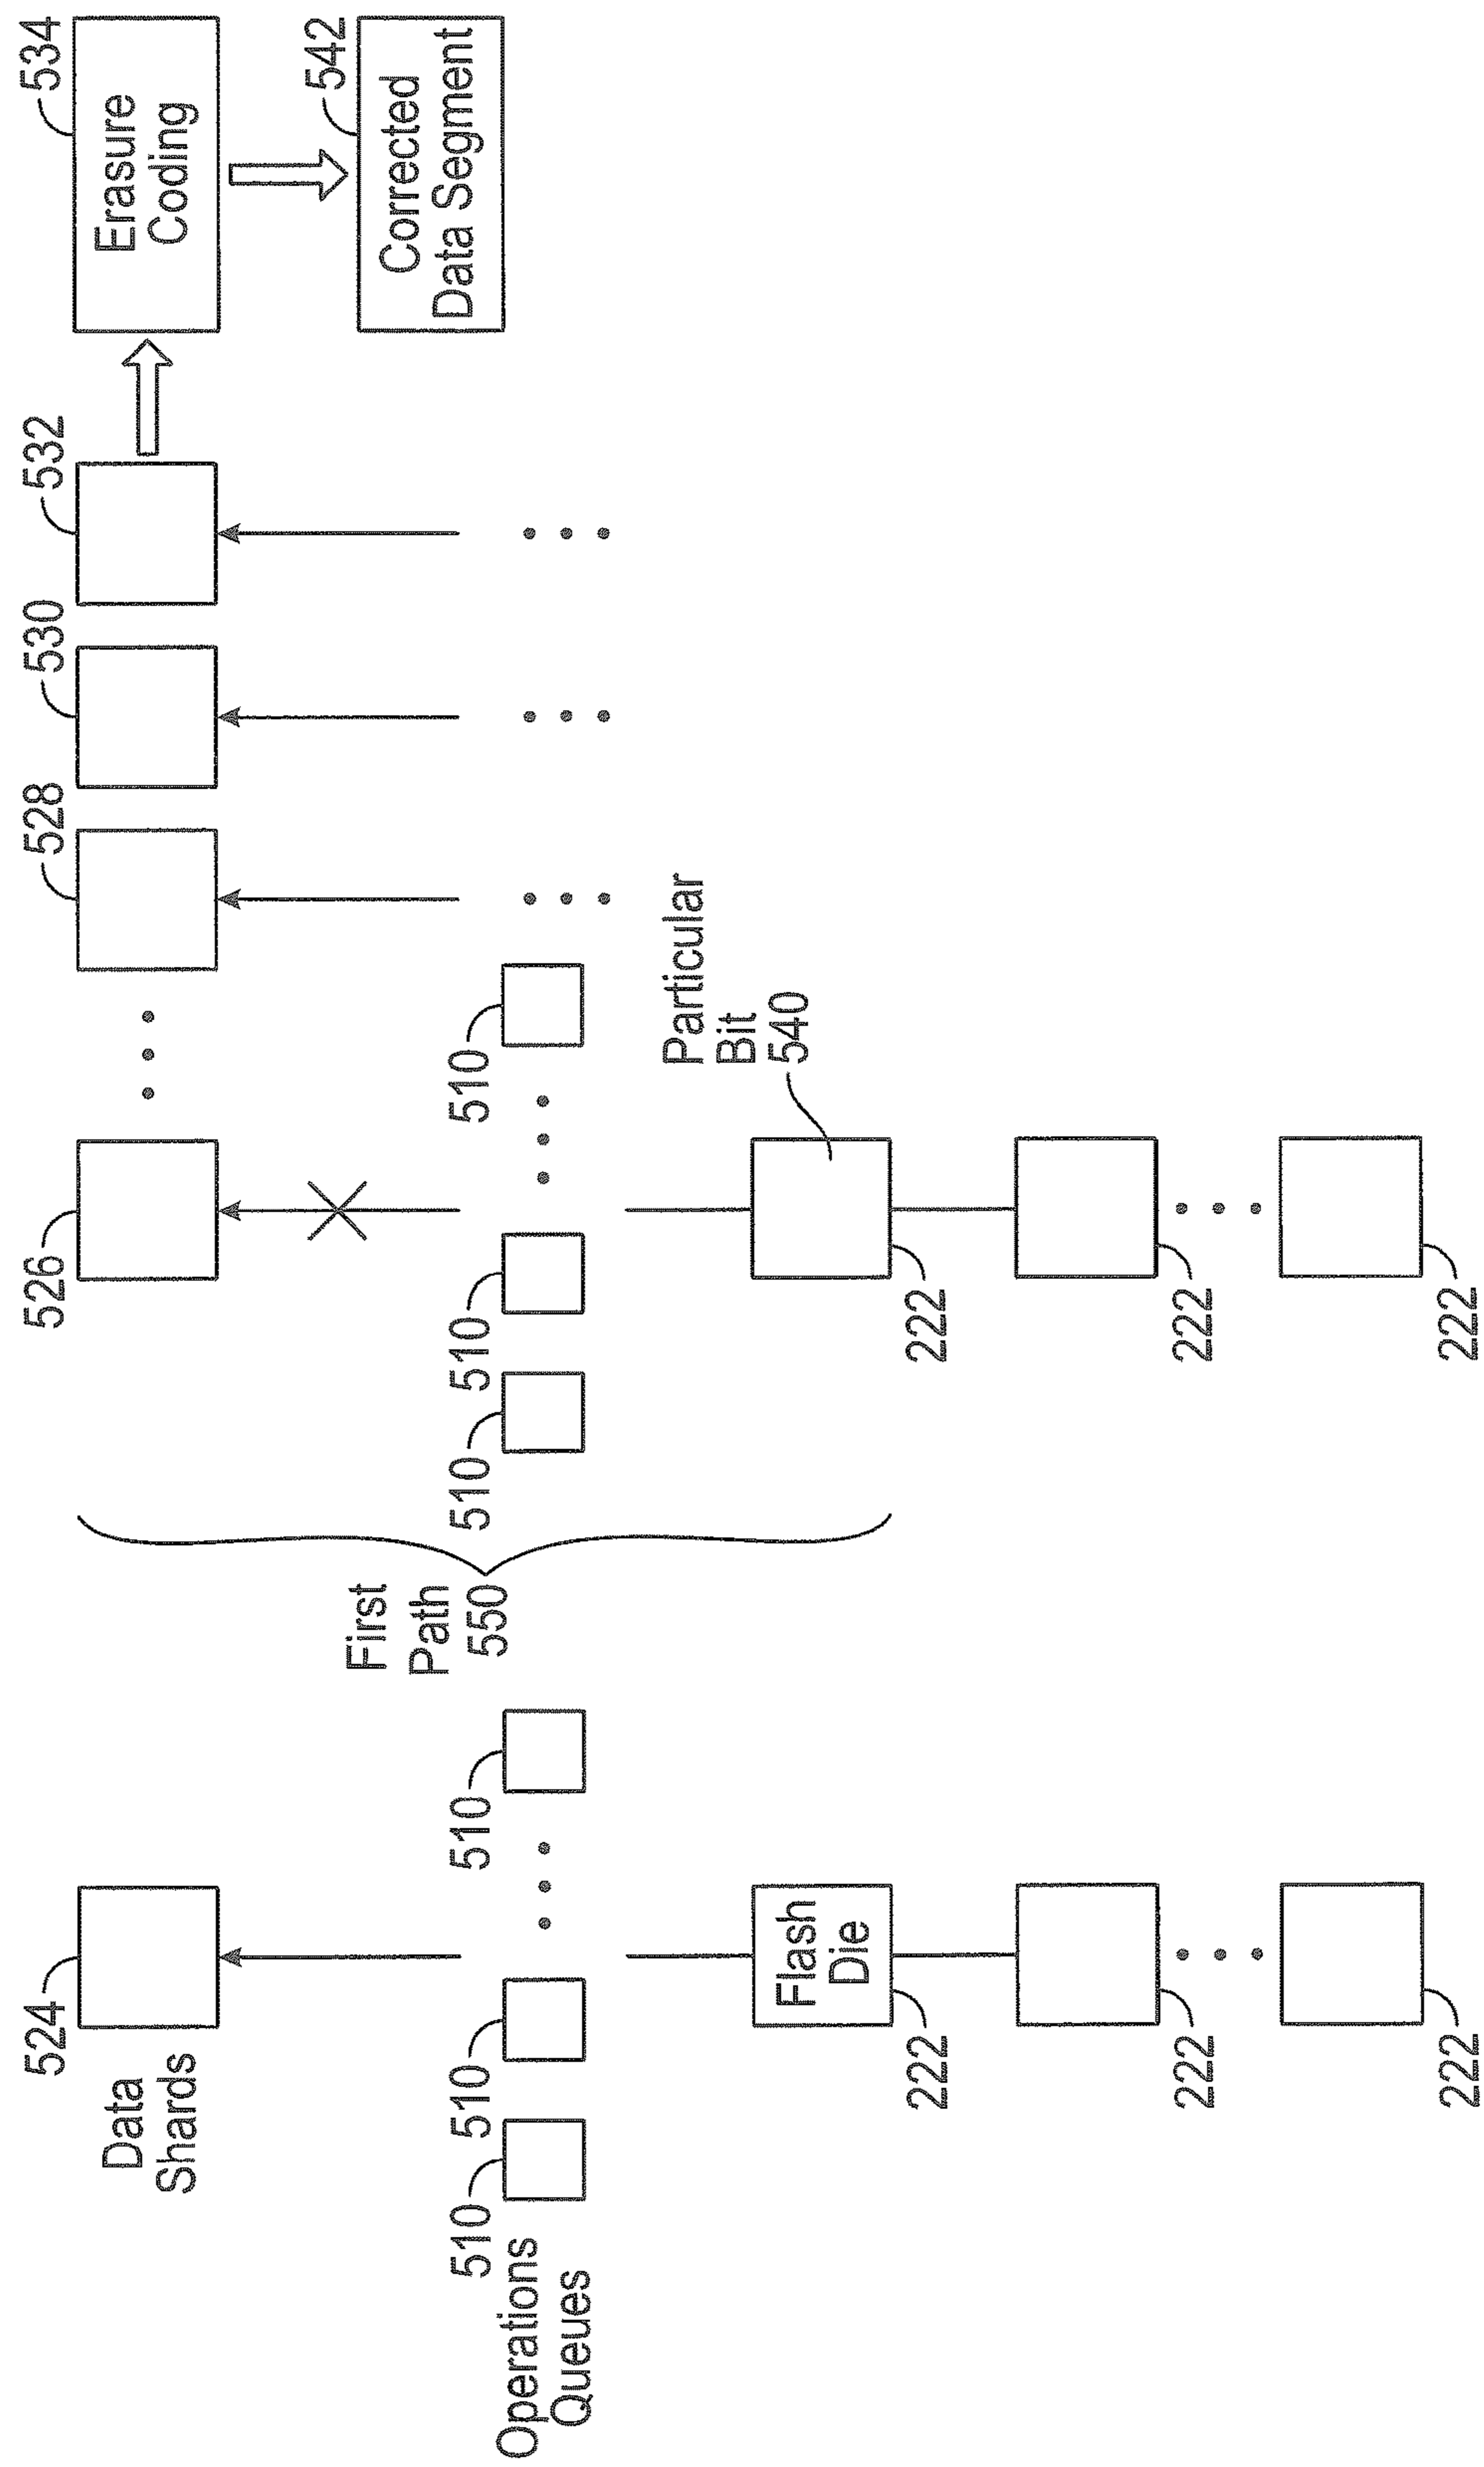 524
526
528
530
532
534
Data
Shards
Erasure
Coding
542
Corrected
Data Segment
First
Path
550
Operations
Queues
510
510
510
510
510
510
Particular
Bit
540
Flash
Die
222
222
222
222
222
222